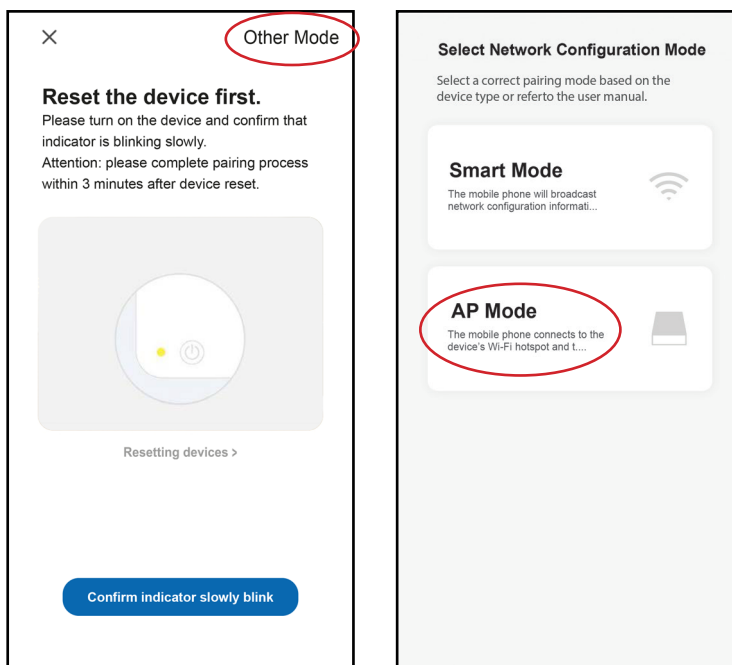 Other Mode
Reset the device first.
Please turn on the device and confirm that
indicator is blinking slowly.
Attention: please complete pairing process
within 3 minutes after device reset.
Resetting devices >
Confirm indicator slowly blink
Select Network Configuration Mode
Select a correct pairing mode based on the
device type or referto the user manual.
Smart Mode
The mobile phone will broadcast
network configuration informati...
AP Mode
The mobile phone connects to the
device's Wi-Fi hotspot and t....